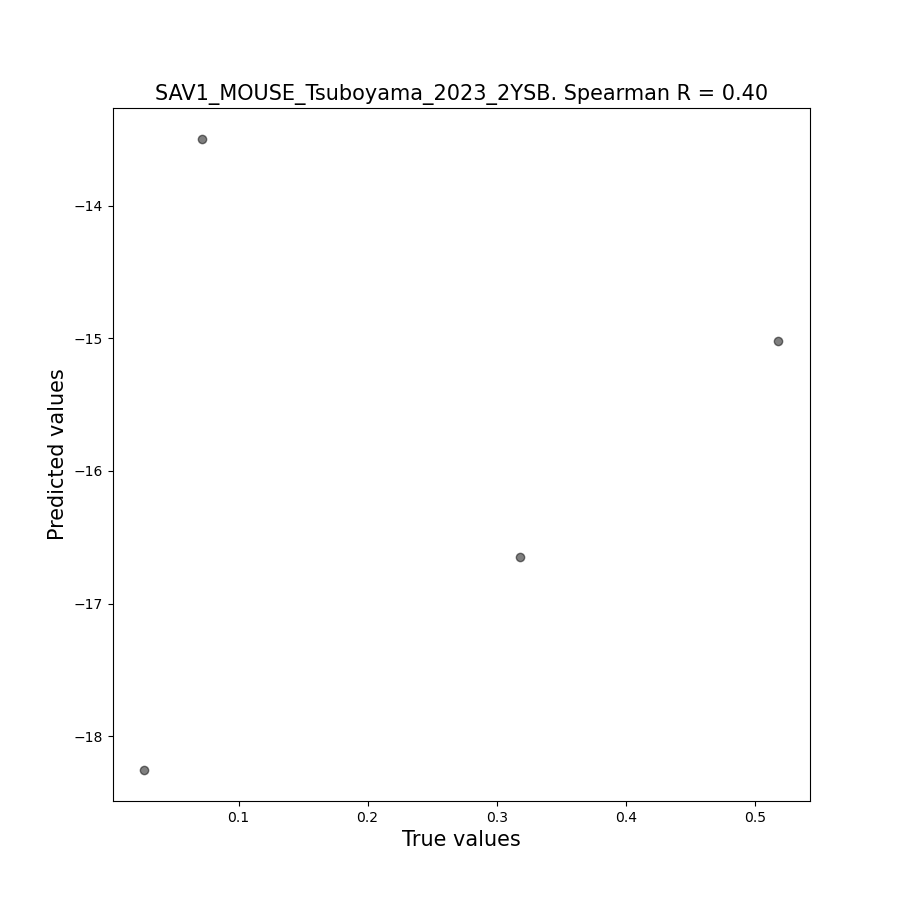 SAV1_MOUSE_Tsuboyama_2023_2YSB. Spearman R = 0.40
−14
−15
−16
−17
−18
Predicted values
0.1 0.2 0.3 0.4 0.5
True values